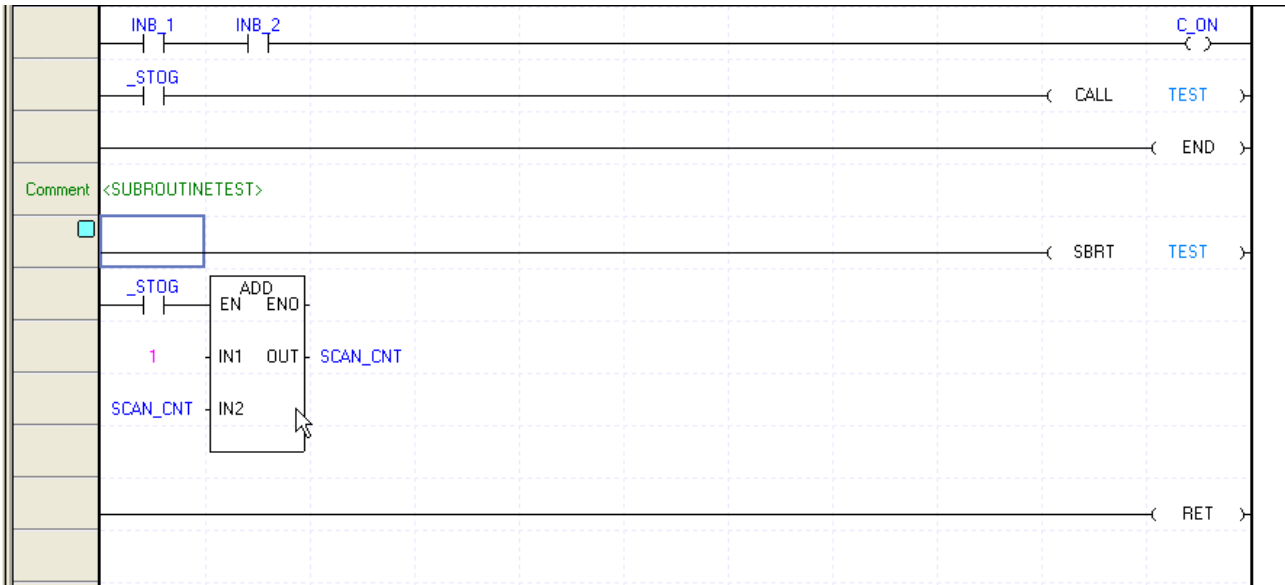 INB_1 INB_2 C_ON
_STOG
CALL TEST
END
Comment <SUBROUTINETEST>
SBRT TEST
_STOG ADD
EN ENO
1 IN1 OUT SCAN_CNT
SCAN_CNT IN2
RET